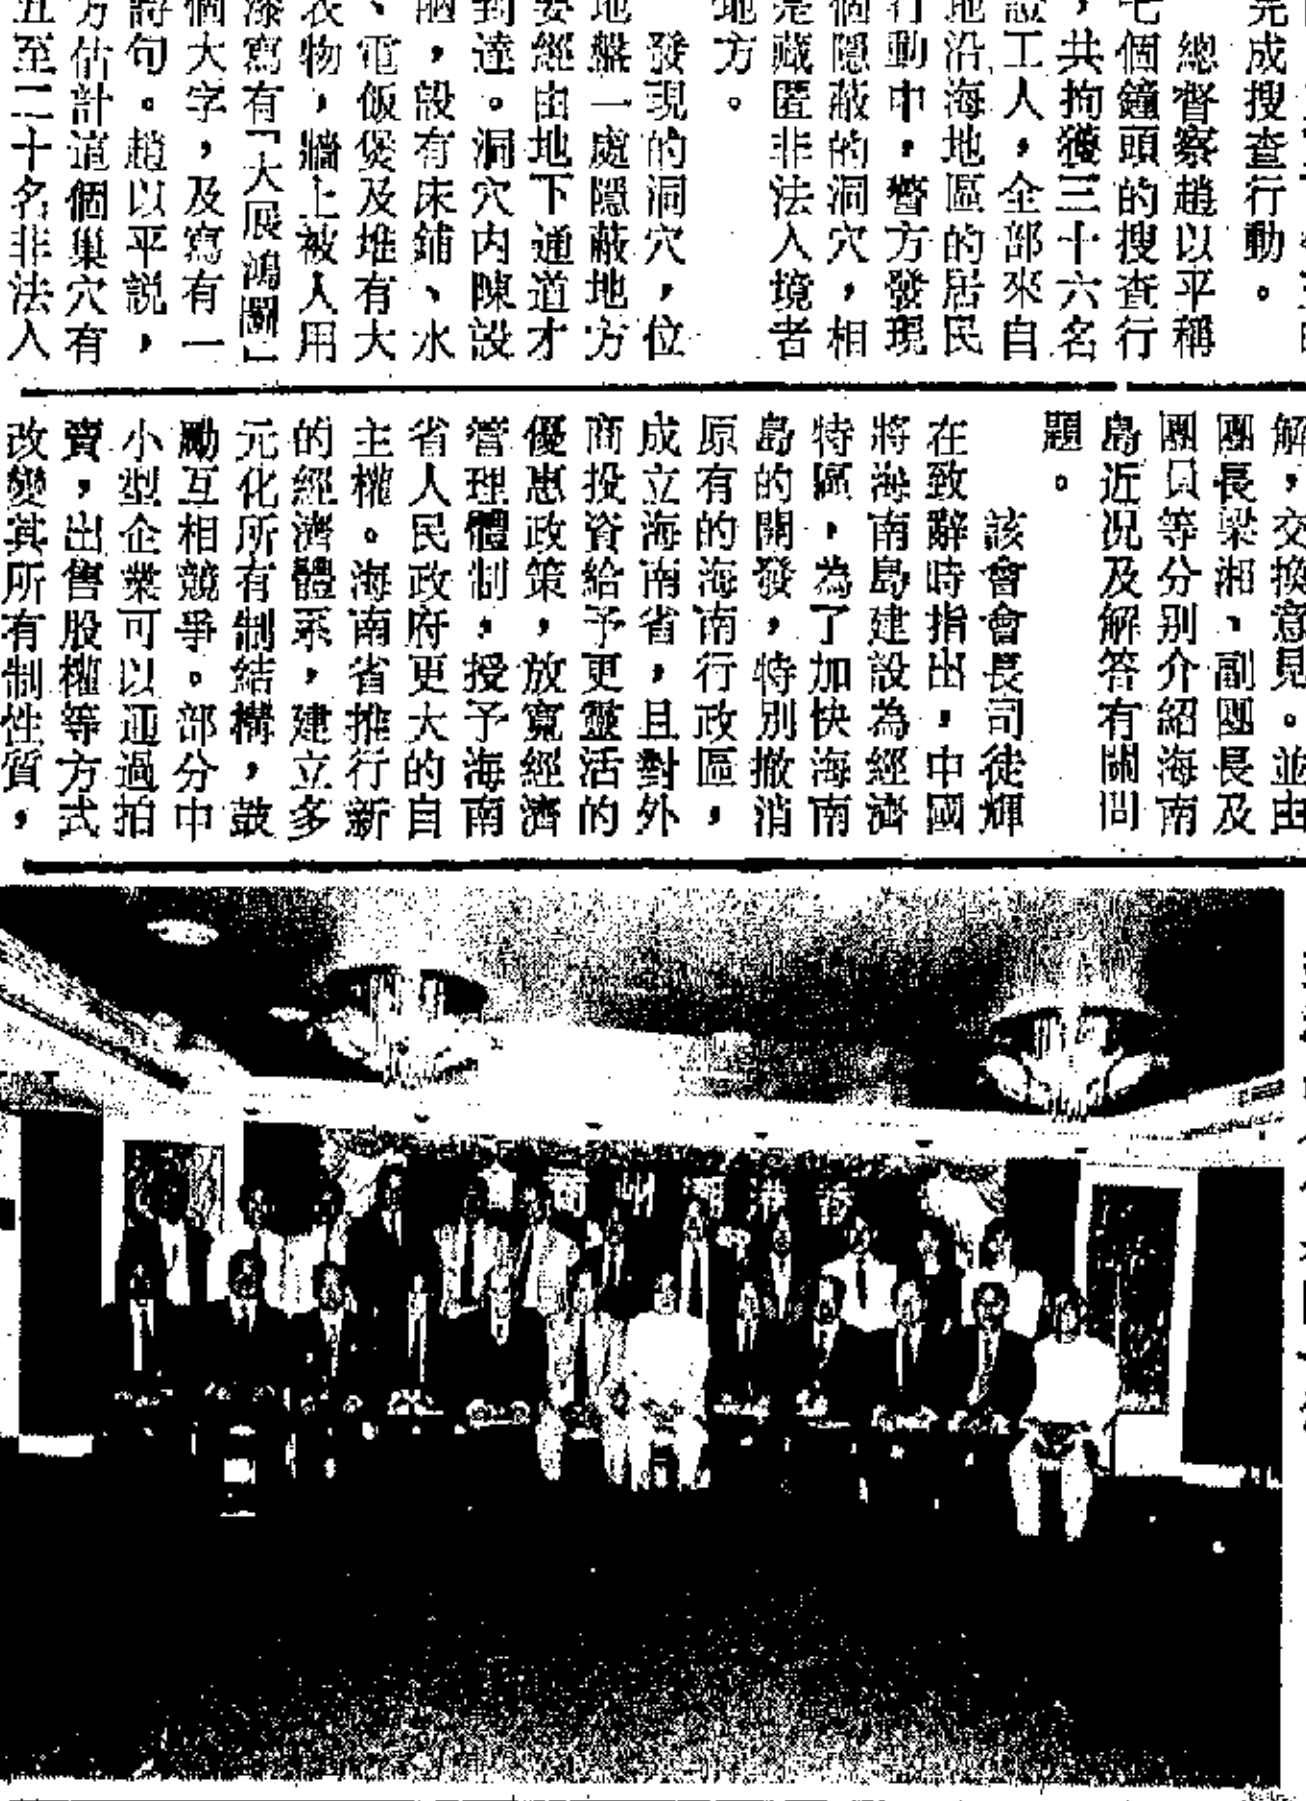 完成搜查行動。
總督察趙以平稱
七個鐘頭的搜查行
，共拘獲三十六名
工人，全部來自
地沿海地區的居民
行動中，警方發現
個隱蔽的洞穴，相
是藏匿非法入境者
地方。
發現的洞穴，位
地盤一處隱蔽地方
要經由地下通道才
到達。洞穴內陳設
，設有床鋪、水
、電飯煲及堆有大
衣物，牆上被人用
漆寫有「大展鴻圖」
個大字，及寫有一
詩句。趙以平説，
方估計這個巢穴有
五至二十名非法入
解，交換意見。並由
團長梁湘、副團長及
團員等分别介紹海南
島近況及解答有關問
題。
該會會長司徒輝
在致辭時指出，中國
將海南島建設為經濟
特區，為了加快海南
島的開發，特別撤消
原有的海南行政區，
成立海南省，且對外
商投資給予更靈活的
優惠政策，放寬經濟
管理體制，授予海南
省人民政府更大的自
主權。海南省推行新
的經濟體系，建立多
元化所有制結構，鼓
勵互相競爭。部分中
小型企業可以通過拍
賣，出售股權等方式
改變其所有制性質，